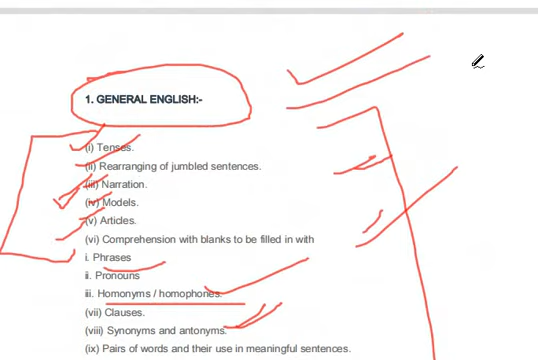 1. GENERAL ENGLISH:-
(i) Tenses.
(ii) Rearranging of jumbled sentences.
(iii) Narration.
(iv) Models.
(v) Articles.
(vi) Comprehension with blanks to be filled in with
i. Phrases
ii. Pronouns
iii. Homonyms / homophones.
(vii) Clauses.
(viii) Synonyms and antonyms.
(ix) Pairs of words and their use in meaningful sentences.